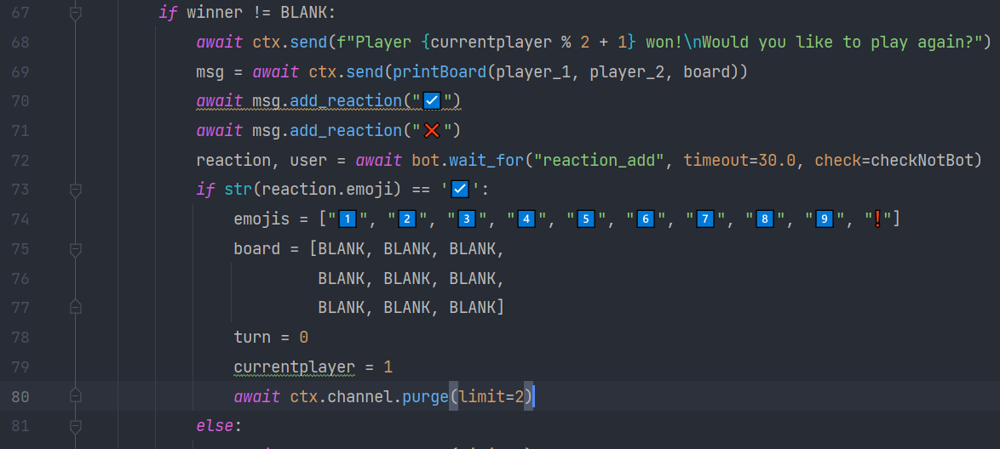 67 if winner != BLANK:
68 await ctx.send(f"Player {currentplayer % 2 + 1} won!\nWould you like to play again?")
69 msg = await ctx.send(printBoard(player_1, player_2, board))
70 await msg.add_reaction("☑️")
71 await msg.add_reaction("❌")
72 reaction, user = await bot.wait_for("reaction_add", timeout=30.0, check=checkNotBot)
73 if str(reaction.emoji) == '☑️':
74 emojis = ["1️⃣", "2️⃣", "3️⃣", "4️⃣", "5️⃣", "6️⃣", "7️⃣", "8️⃣", "9️⃣", "❗"]
75 board = [BLANK, BLANK, BLANK,
76 BLANK, BLANK, BLANK,
77 BLANK, BLANK, BLANK]
78 turn = 0
79 currentplayer = 1
80 await ctx.channel.purge(limit=2)
81 else: